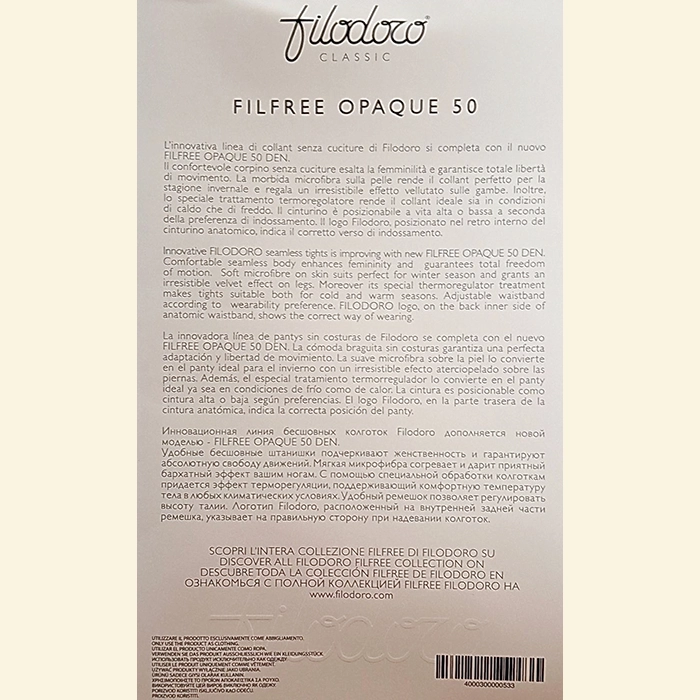 filodoro®
CLASSIC
FILFREE OPAQUE 50
L'innovativa linea di collant senza cuciture di Filodoro si completa con il nuovo
FILFREE OPAQUE 50 DEN.
Il confortevole corpino senza cuciture esalta la femminilità e garantisce totale libertà
di movimento. La morbida microfibra sulla pelle rende il collant perfetto per la
stagione invernale e regala un irresistibile effetto vellutato sulle gambe. Inoltre,
lo speciale trattamento termoregolatore rende il collant ideale sia in condizioni
di caldo che di freddo. Il cinturino è posizionabile a vita alta o bassa a seconda
della preferenza di indossamento. Il logo Filodoro, posizionato nel retro interno del
cinturino anatomico, indica il corretto verso di indossamento.
Innovative FILODORO seamless tights is improving with new FILFREE OPAQUE 50 DEN.
Comfortable seamless body enhances femininity and guarantees total freedom
of motion. Soft microfibre on skin suits perfect for winter season and grants an
irresistible velvet effect on legs. Moreover its special thermoregulator treatment
makes tights suitable both for cold and warm seasons. Adjustable waistband
according to wearability preference. FILODORO logo, on the back inner side of
anatomic waistband, shows the correct way of wearing.
La innovadora línea de pantys sin costuras de Filodoro se completa con el nuevo
FILFREE OPAQUE 50 DEN. La cómoda braguita sin costuras garantiza una perfecta
adaptación y libertad de movimiento. La suave microfibra sobre la piel lo convierte
en el panty ideal para el invierno con un irresistible efecto aterciopelado sobre las
piernas. Además, el especial tratamiento termorregulador lo convierte en el panty
ideal ya sea en condiciones de frío como de calor. La cintura es posicionable como
cintura alta o baja según preferencias. El logo Filodoro, en la parte trasera de la
cintura anatómica, indica la correcta posición del panty.
Инновационная линия бесшовных колготок Filodoro дополняется новой
моделью - FILFREE OPAQUE 50 DEN.
Удобные бесшовные штанишки подчеркивают женственность и гарантируют
абсолютную свободу движений. Мягкая микрофибра согревает и дарит приятный
бархатный эффект вашим ногам. С помощью специальной обработки колготкам
придается эффект терморегуляции, поддерживающий комфортную температуру
тела в любых климатических условиях. Удобный ремешок позволяет регулировать
высоту талии. Логотип Filodoro, расположенный на внутренней задней части
ремешка, указывает на правильную сторону при надевании колготок.
SCOPRI L'INTERA COLLEZIONE FILFREE DI FILODORO SU
DISCOVER ALL FILODORO FILFREE COLLECTION ON
DESCUBRE TODA LA COLECCIÓN FILFREE DE FILODORO EN
ОЗНАКОМЬСЯ С ПОЛНОЙ КОЛЛЕКЦИЕЙ FILFREE FILODORO НА
www.filodoro.com
UTILIZZARE IL PRODOTTO ESCLUSIVAMENTE COME ABBIGLIAMENTO.
ONLY USE THE PRODUCT AS CLOTHING.
UTILIZAR EL PRODUCTO UNICAMENTE COMO ROPA.
VERWENDEN SIE DAS PRODUKT AUSSCHLIESSLICH WIE EIN KLEIDUNGSSTÜCK.
ИСПОЛЬЗОВАТЬ ПРОДУКТ ИСКЛЮЧИТЕЛЬНО КАК ОДЕЖДУ.
UTILISER LE PRODUIT UNIQUEMENT COMME VÊTEMENT.
UŻYWAĆ PRODUKTY WYŁĄCZNIE JAKO UBRANIA.
ÜRÜNÜ SADECE GİYSİ OLARAK KULLANIN.
ВИКОРИСТОВУЙТЕ ЦЕЙ ВИРІБ ВИКЛЮЧНО ЯК ОДЯГ.
PORIZVOD KORISTITI ISKLJUČIVO KAO ODEĆU.
PROIZVOD KORISTITI
4000300000533